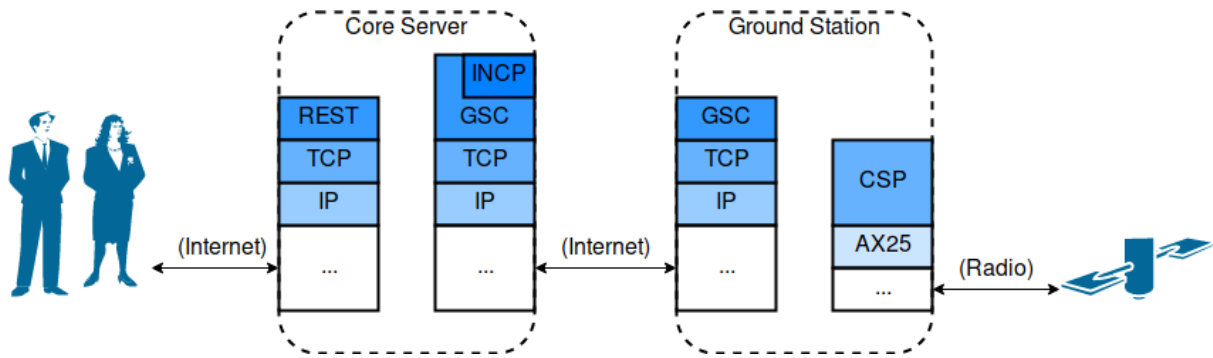 Core Server
Ground Station
INCP
REST
GSC
GSC
TCP
TCP
TCP
CSP
IP
IP
IP
AX25
(Internet)
(Internet)
(Radio)
...
...
...
...